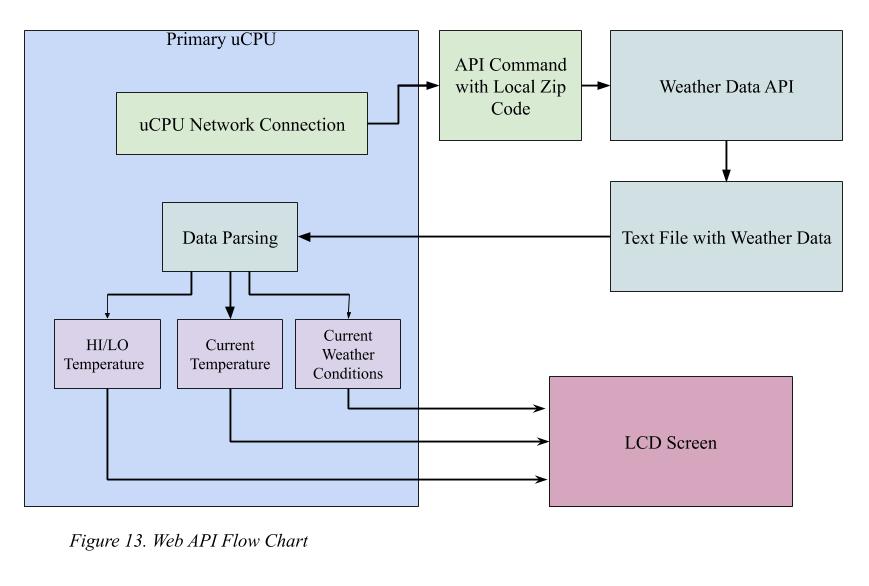 Primary uCPU
API Command
with Local Zip
Code
Weather Data API
uCPU Network Connection
Data Parsing
Text File with Weather Data
HI/LO
Temperature
Current
Temperature
Current
Weather
Conditions
LCD Screen
Figure 13. Web API Flow Chart